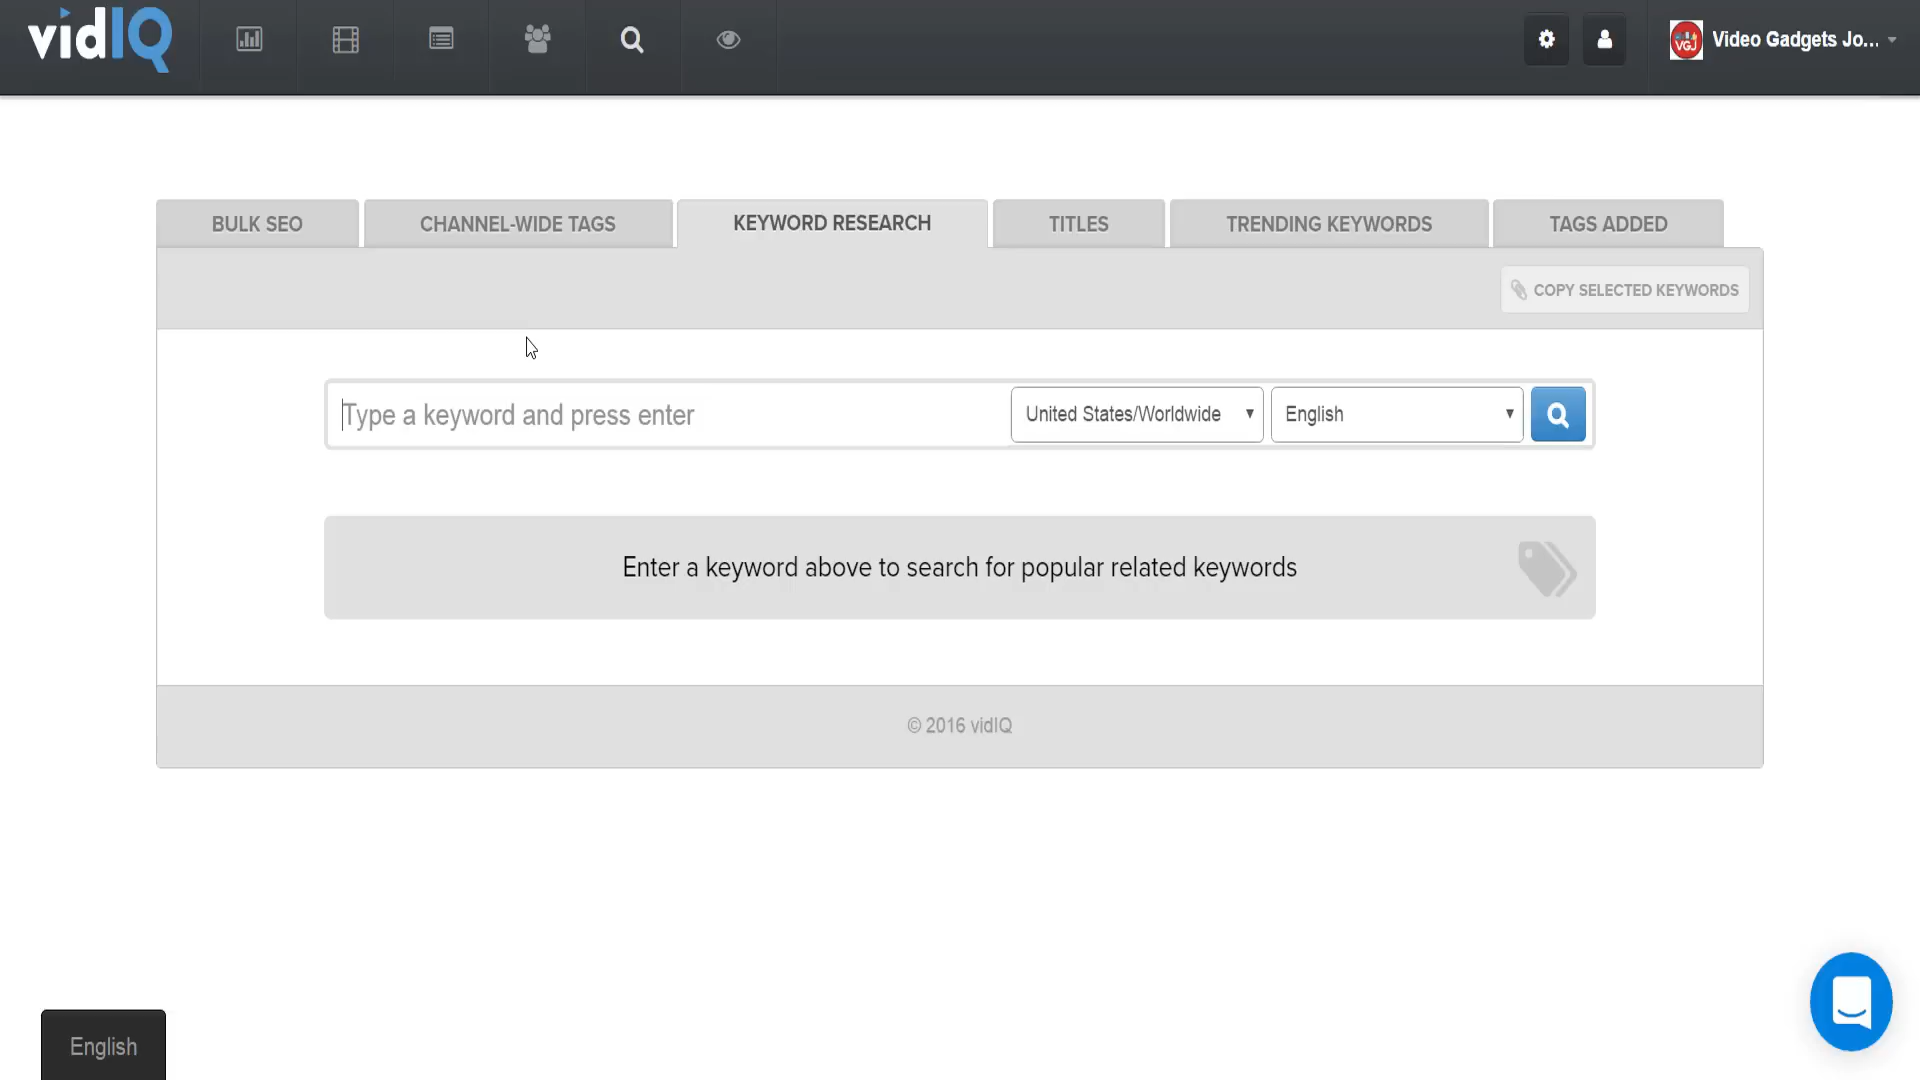 vidIQ
VGJ
Video Gadgets Jo...
BULK SEO
CHANNEL-WIDE TAGS
KEYWORD RESEARCH
TITLES
TRENDING KEYWORDS
TAGS ADDED
COPY SELECTED KEYWORDS
Type a keyword and press enter
United States/Worldwide
English
Enter a keyword above to search for popular related keywords
© 2016 vidIQ
English